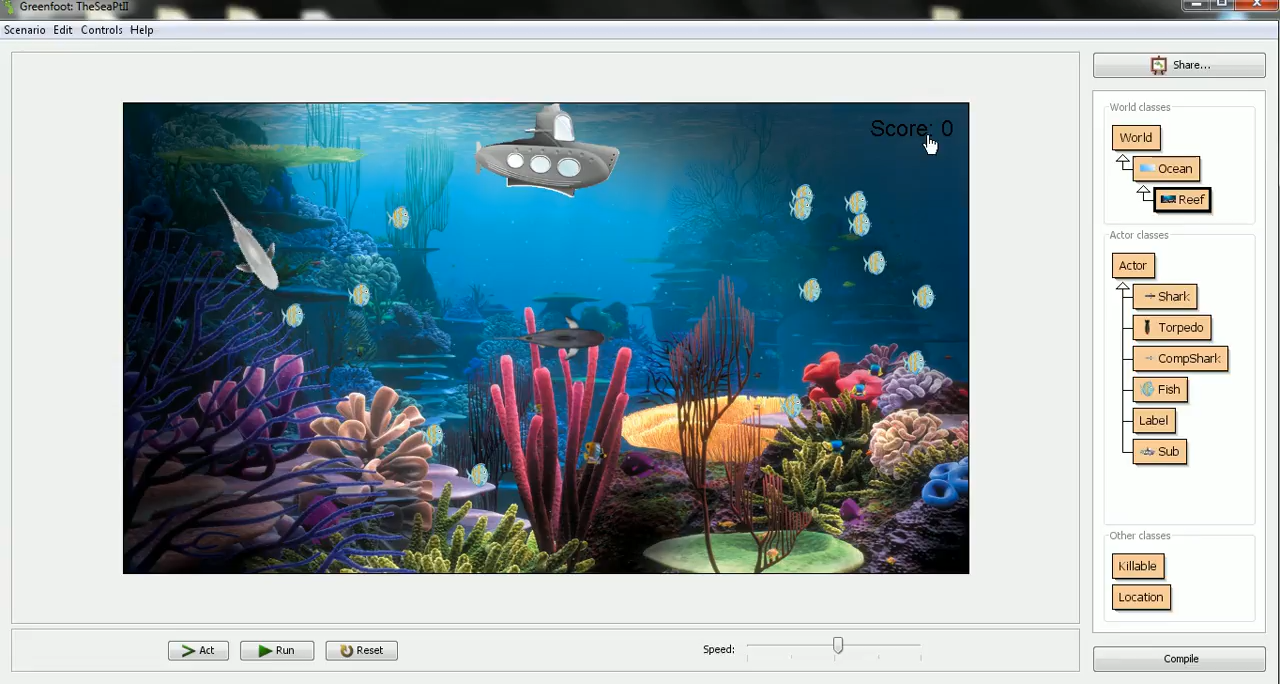 Greenfoot: TheSeaPtII
Scenario Edit Controls Help
Share...
Score: 0
World classes
World
Ocean
Reef
Actor classes
Actor
Shark
Torpedo
CompShark
Fish
Label
Sub
Other classes
Killable
Location
Act Run Reset Speed:
Compile